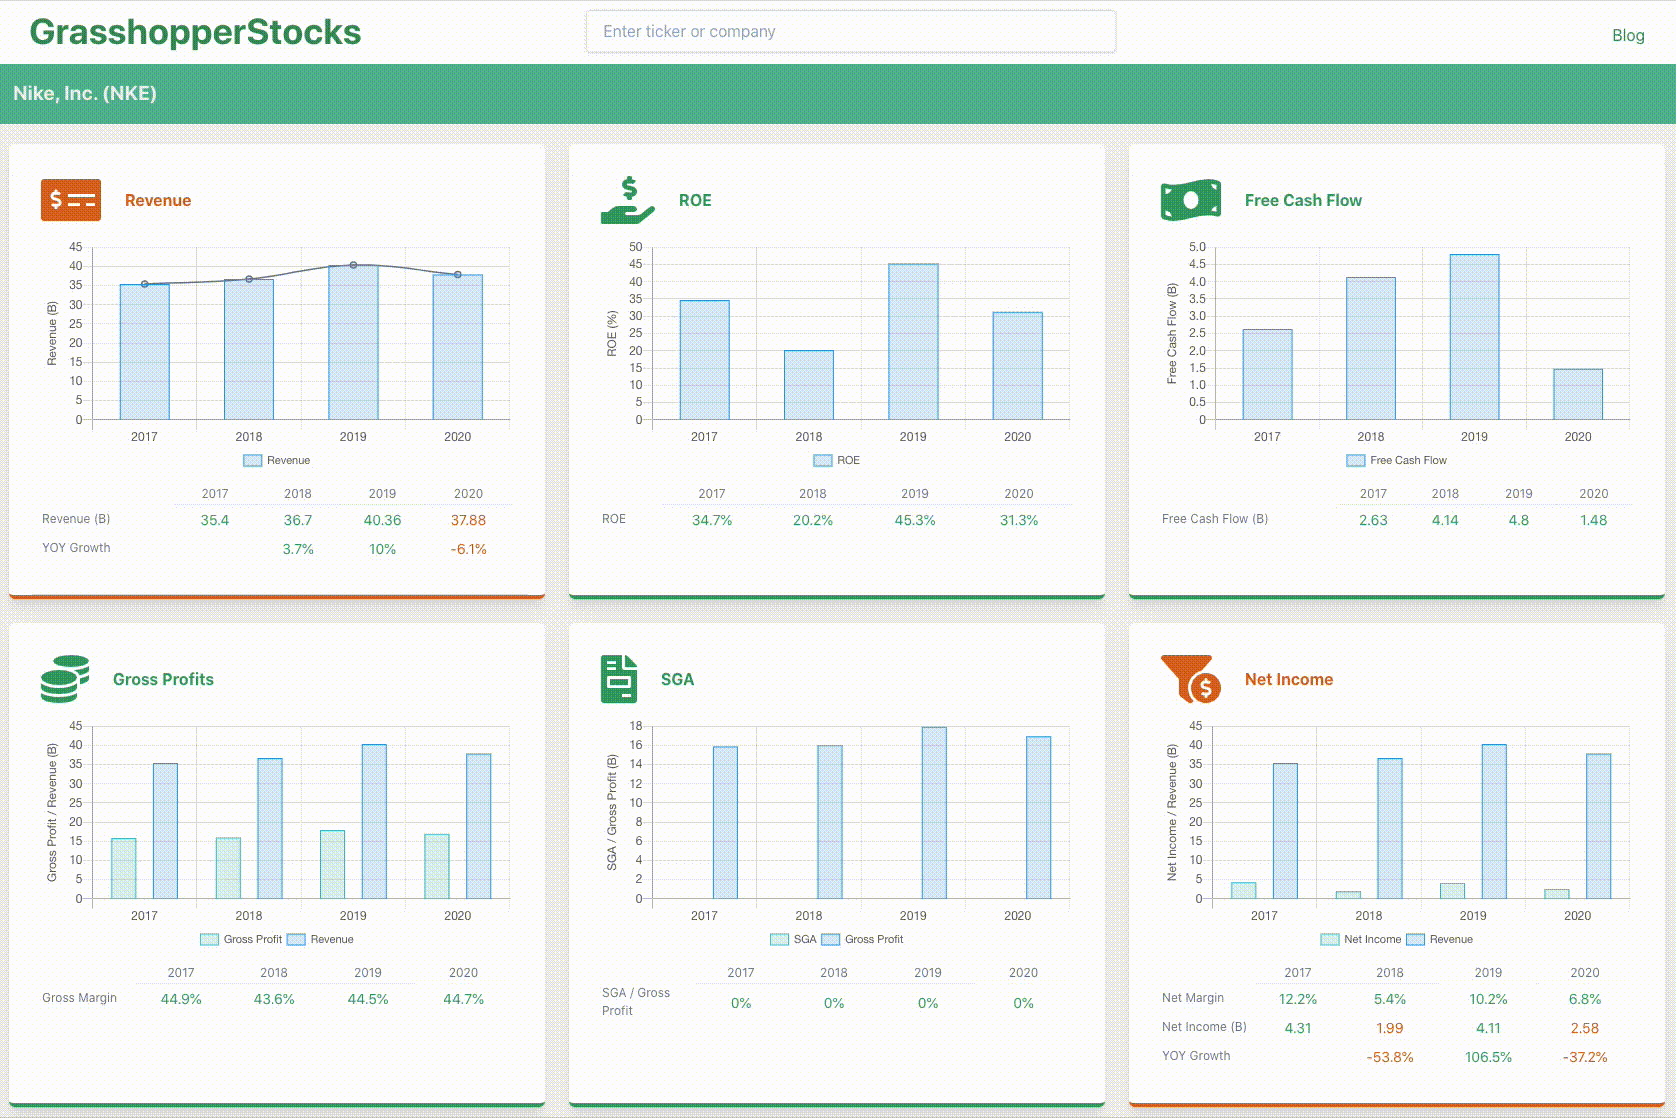 GrasshopperStocks
Enter ticker or company
Blog
Nike, Inc. (NKE)
Revenue
45
40
35
30
25
20
15
10
5
0
Revenue (B)
2017 2018 2019 2020
Revenue
2017 2018 2019 2020
Revenue (B) 35.4 36.7 40.36 37.88
YOY Growth 3.7% 10% -6.1%
ROE
50
45
40
35
30
25
20
15
10
5
0
ROE (%)
2017 2018 2019 2020
ROE
2017 2018 2019 2020
ROE 34.7% 20.2% 45.3% 31.3%
Free Cash Flow
5.0
4.5
4.0
3.5
3.0
2.5
2.0
1.5
1.0
0.5
0
Free Cash Flow (B)
2017 2018 2019 2020
Free Cash Flow
2017 2018 2019 2020
Free Cash Flow (B) 2.63 4.14 4.8 1.48
Gross Profits
45
40
35
30
25
20
15
10
5
0
Gross Profit / Revenue (B)
2017 2018 2019 2020
Gross Profit Revenue
2017 2018 2019 2020
Gross Margin 44.9% 43.6% 44.5% 44.7%
SGA
18
16
14
12
10
8
6
4
2
0
SGA / Gross Profit (B)
2017 2018 2019 2020
SGA Gross Profit
2017 2018 2019 2020
SGA / Gross
Profit 0% 0% 0% 0%
Net Income
45
40
35
30
25
20
15
10
5
0
Net Income / Revenue (B)
2017 2018 2019 2020
Net Income Revenue
2017 2018 2019 2020
Net Margin 12.2% 5.4% 10.2% 6.8%
Net Income (B) 4.31 1.99 4.11 2.58
YOY Growth -53.8% 106.5% -37.2%